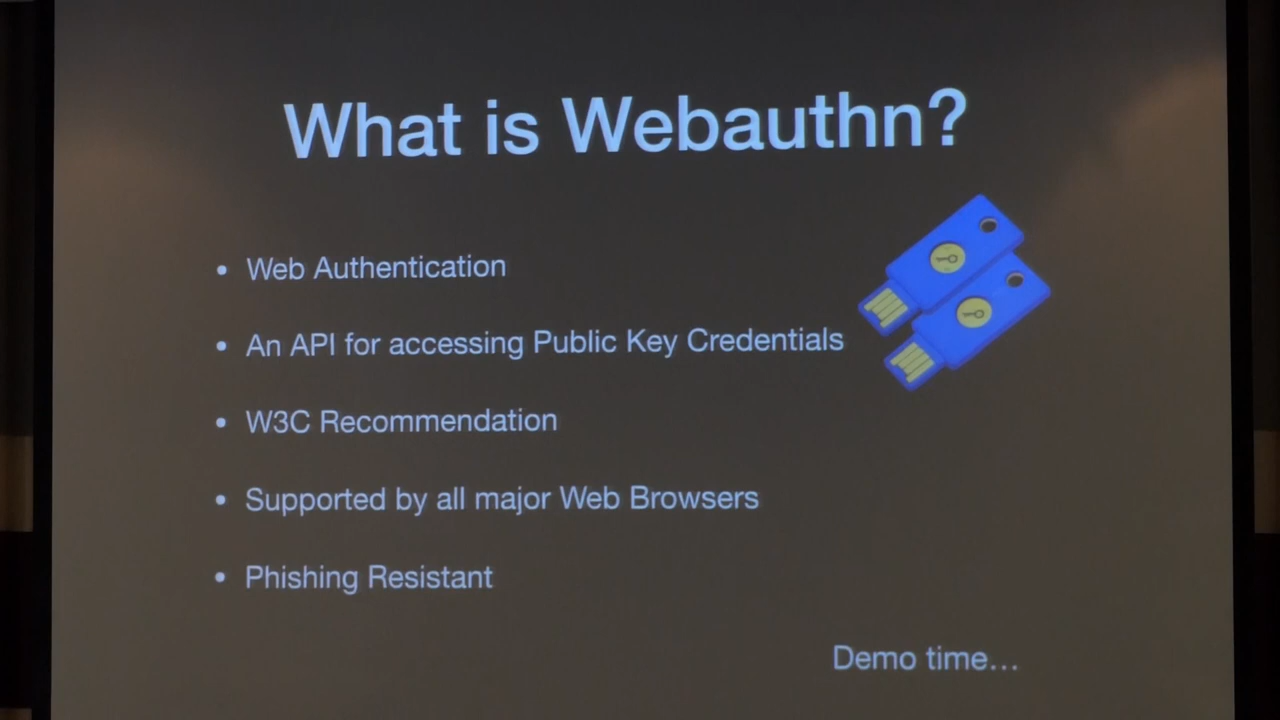 What is Webauthn?
• Web Authentication
• An API for accessing Public Key Credentials
• W3C Recommendation
• Supported by all major Web Browsers
• Phishing Resistant
Demo time...